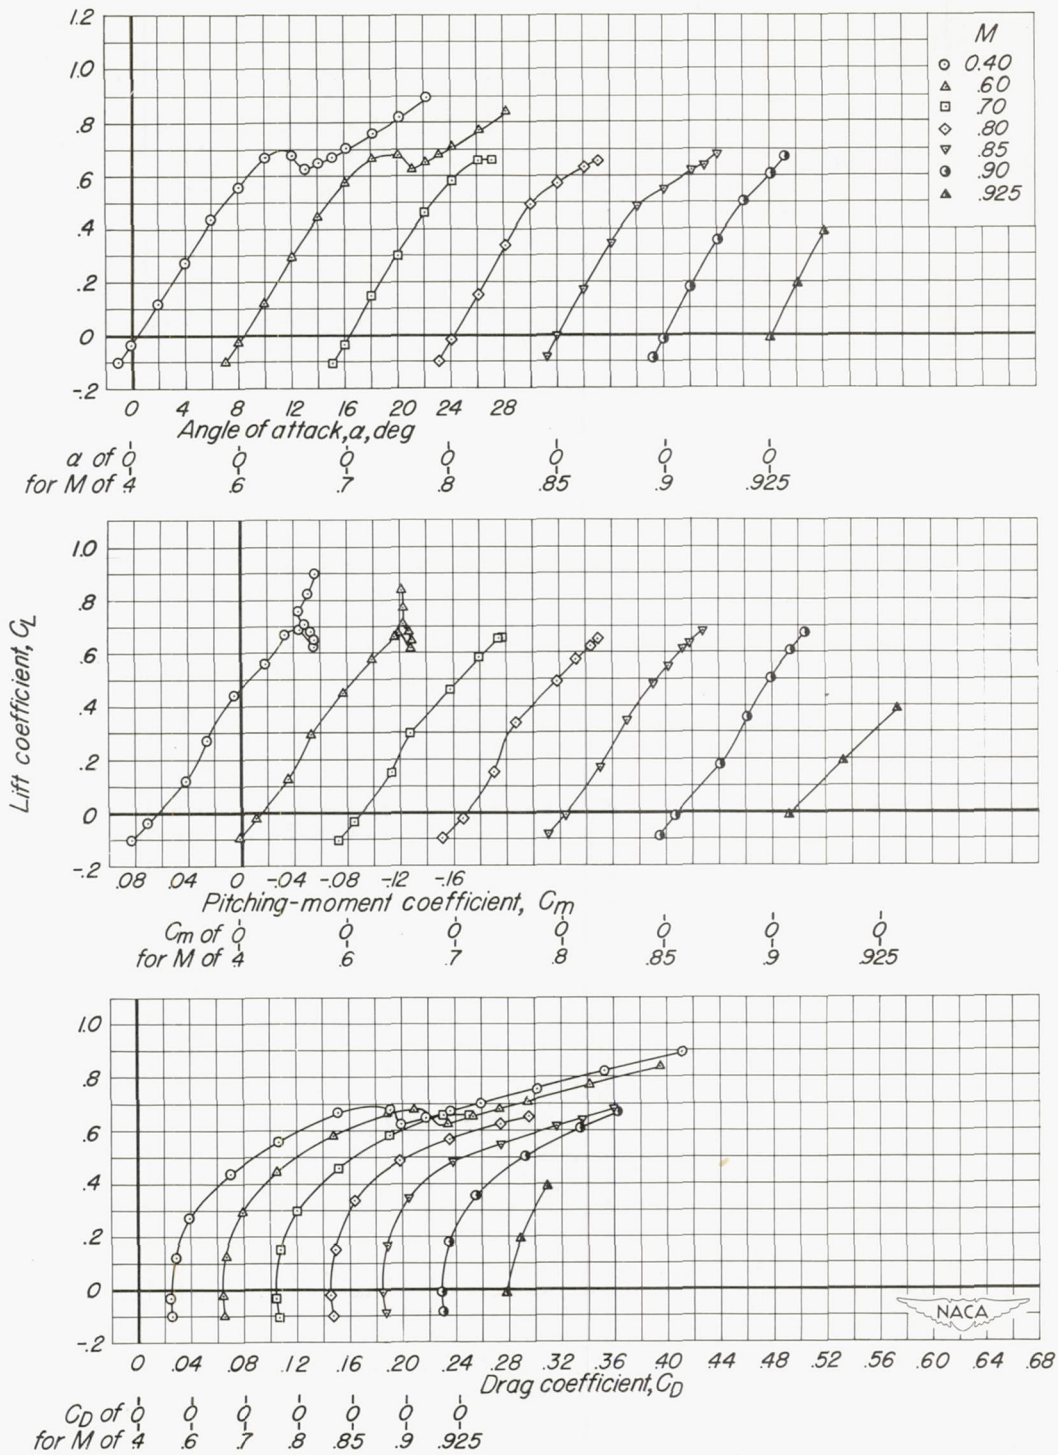 1.2
M
1.0
0.40
.60
.8
.70
.80
.6
.85
.90
.4
.925
.2
0
-.2
0 4 8 12 16 20 24 28
Angle of attack, α, deg
α of 0 0 0 0 0 0 0
for M of .4 .6 .7 .8 .85 .9 .925
Lift coefficient, CL
1.0
.8
.6
.4
.2
0
-.2
.08 .04 0 -.04 -.08 -.12 -.16
Pitching-moment coefficient, Cm
Cm of 0 0 0 0 0 0 0
for M of .4 .6 .7 .8 .85 .9 .925
1.0
.8
.6
.4
.2
0
-.2
NACA
0 .04 .08 .12 .16 .20 .24 .28 .32 .36 .40 .44 .48 .52 .56 .60 .64 .68
Drag coefficient, CD
CD of 0 0 0 0 0 0 0
for M of .4 .6 .7 .8 .85 .9 .925